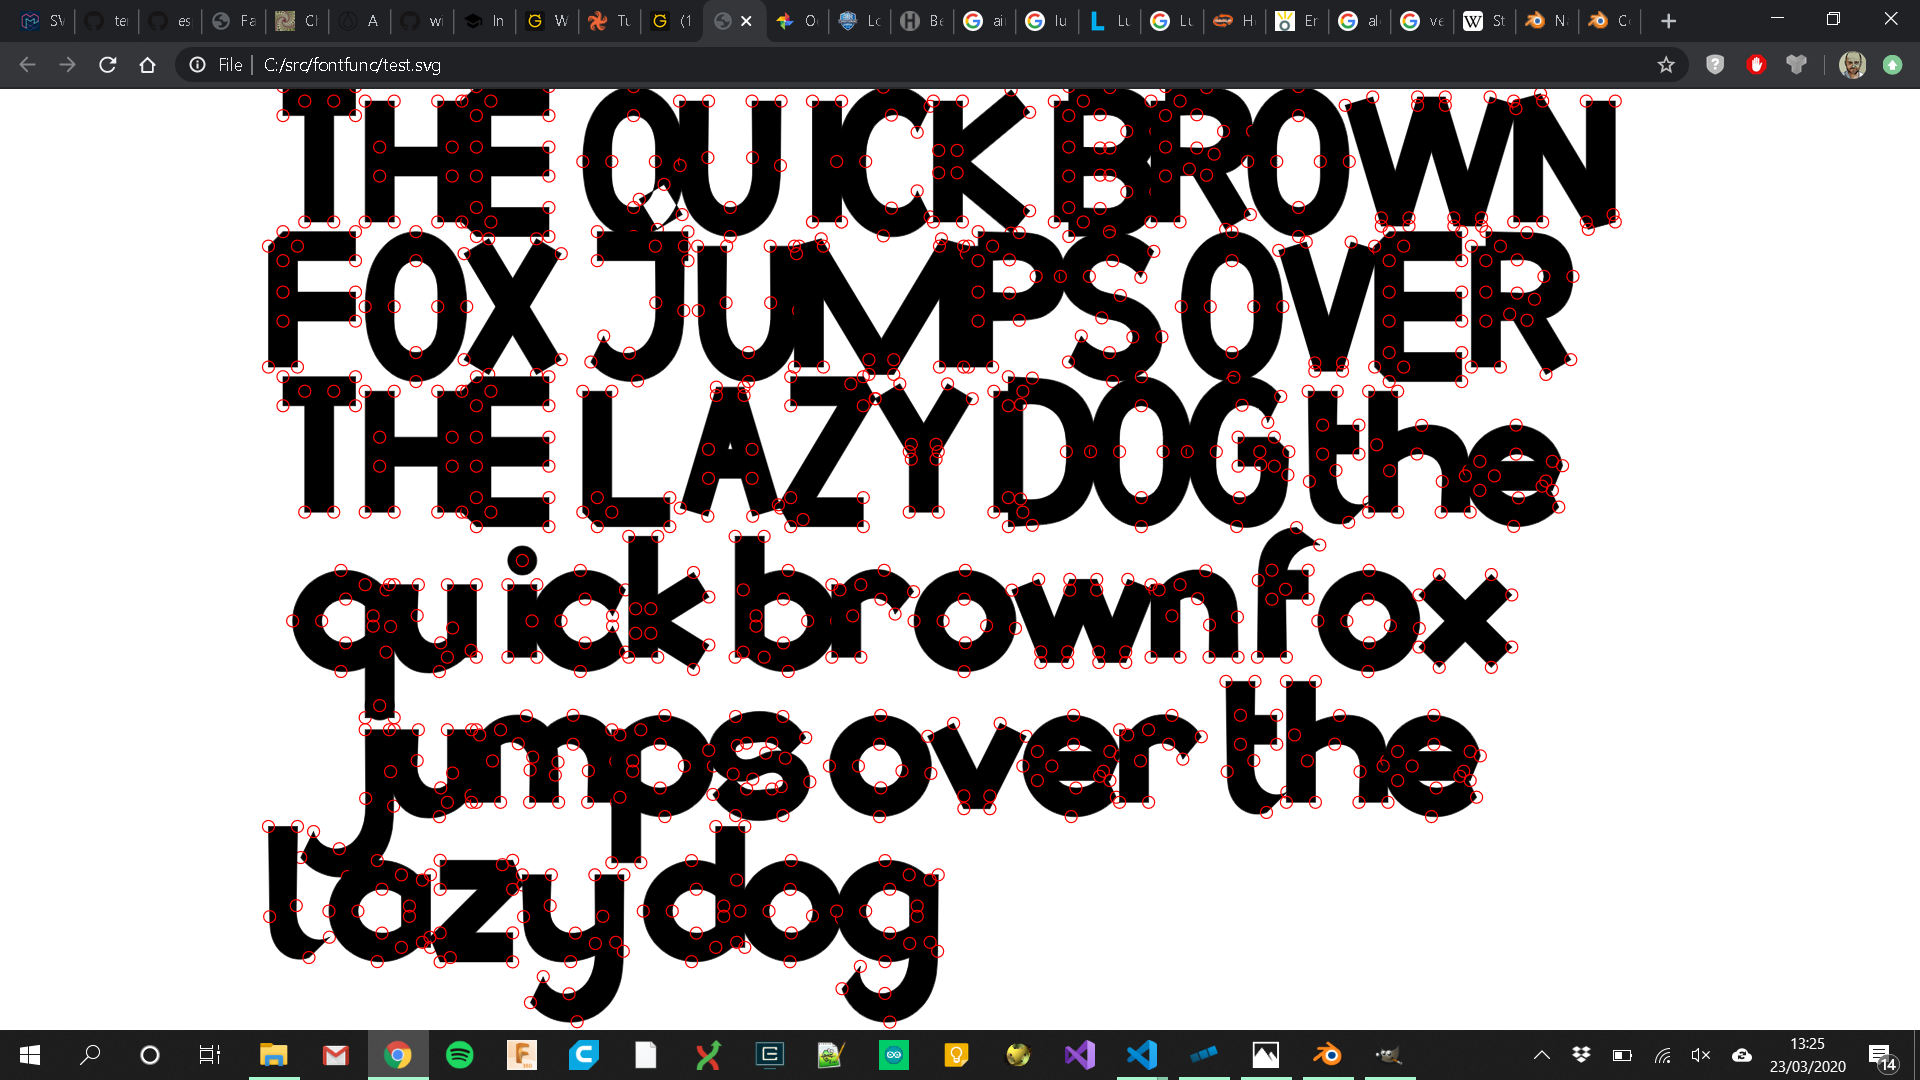 SV te es Fa Ch A wi In W Tu (1 O Lo Be ai lu Lu Lu H Er al ve St N C
File C:/src/fontfunc/test.svg
THE QUICK BROWN
FOX JUMPS OVER
THE LAZY DOG the
quick brown fox
jumps over the
lazy dog
13:25
23/03/2020
14